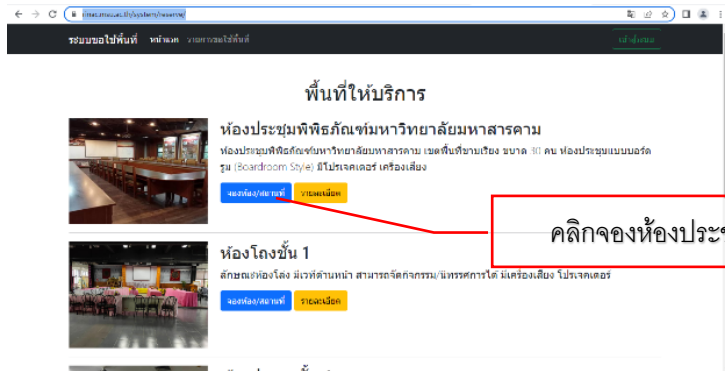 rinac.msu.ac.th/system/reserve/
ระบบขอใช้พื้นที่ หน้าแรก รายการขอใช้พื้นที่ เข้าสู่ระบบ
พื้นที่ให้บริการ
ห้องประชุมพิพิธภัณฑ์มหาวิทยาลัยมหาสารคาม
ห้องประชุมพิพิธภัณฑ์มหาวิทยาลัยมหาสารคาม เขตพื้นที่ขามเรียง ขนาด 30 คน ห้องประชุมแบบบอร์ด
รูม (Boardroom Style) มีโปรเจคเตอร์ เครื่องเสียง
จองห้อง/สถานที่ รายละเอียด
คลิกจองห้องประช
ห้องโถงชั้น 1
ลักษณะห้องโล่ง มีเวทีด้านหน้า สามารถจัดกิจกรรม/นิทรรศการได้ มีเครื่องเสียง โปรเจคเตอร์
จองห้อง/สถานที่ รายละเอียด